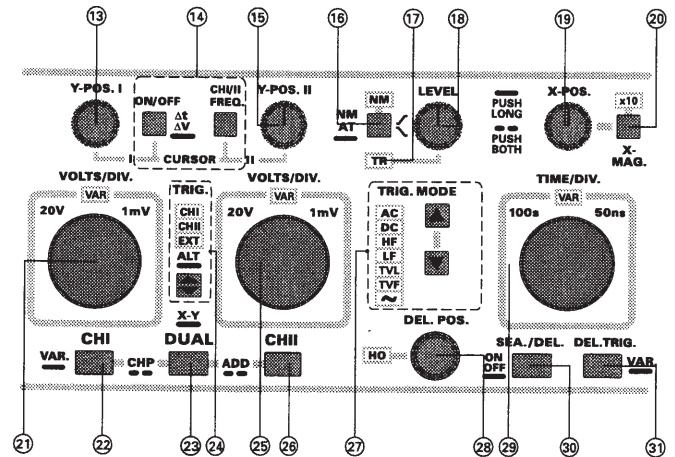 13 14 15 16 17 18 19 20
Y-POS. I
ON/OFF
Δt
ΔV
CHI/II
FREQ.
Y-POS. II
I CURSOR II
NM
AT
NM
<
LEVEL
TR
PUSH
LONG
PUSH
BOTH
X-POS.
x10
X-
MAG.
VOLTS/DIV.
VAR
20V 1mV
TRIG.
CHI
CHII
EXT
ALT
VOLTS/DIV.
VAR
20V 1mV
TRIG. MODE
AC
DC
HF
LF
TVL
TVF
~
TIME/DIV.
VAR
100s 50ns
X-Y
CHI DUAL CHII
VAR. CHP ADD
DEL. POS.
HO
ON
OFF
SEA./DEL. DEL.TRIG.
VAR.
21 22 23 24 25 26 27 28 29 30 31